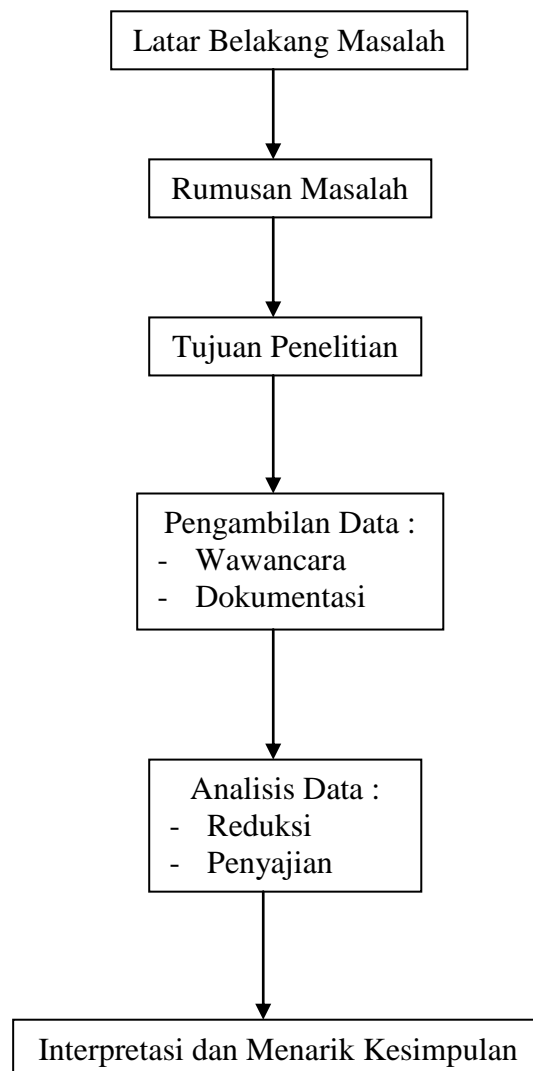 Latar Belakang Masalah
Rumusan Masalah
Tujuan Penelitian
Pengambilan Data :
- Wawancara
- Dokumentasi
Analisis Data :
- Reduksi
- Penyajian
Interpretasi dan Menarik Kesimpulan